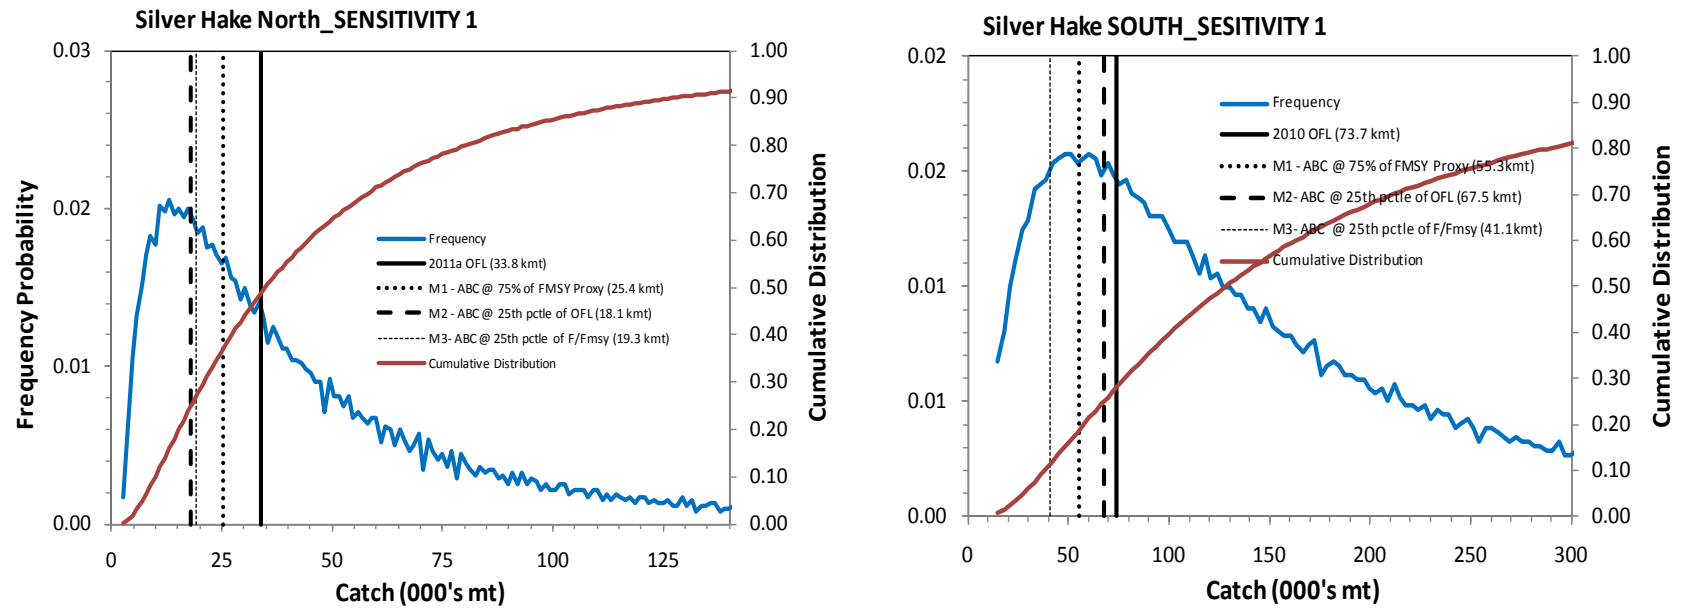 Silver Hake North_SENSITIVITY 1
0.03
0.02
0.01
0.00
Frequency Probability
1.00
0.90
0.80
0.70
0.60
0.50
0.40
0.30
0.20
0.10
0.00
Cumulative Distribution
Frequency
2011a OFL (33.8 kmt)
M1 - ABC @ 75% of FMSY Proxy (25.4 kmt)
M2 - ABC @ 25th pctle of OFL (18.1 kmt)
M3- ABC @ 25th pctle of F/Fmsy (19.3 kmt)
Cumulative Distribution
0 25 50 75 100 125
Catch (000's mt)
Silver Hake SOUTH_SESITIVITY 1
0.02
0.02
0.01
0.01
0.00
1.00
0.90
0.80
0.70
0.60
0.50
0.40
0.30
0.20
0.10
0.00
Cumulative Distribution
Frequency
2010 OFL (73.7 kmt)
M1 - ABC @ 75% of FMSY Proxy (55.3kmt)
M2- ABC @ 25th pctle of OFL (67.5 kmt)
M3- ABC @ 25th pctle of F/Fmsy (41.1kmt)
Cumulative Distribution
0 50 100 150 200 250 300
Catch (000's mt)